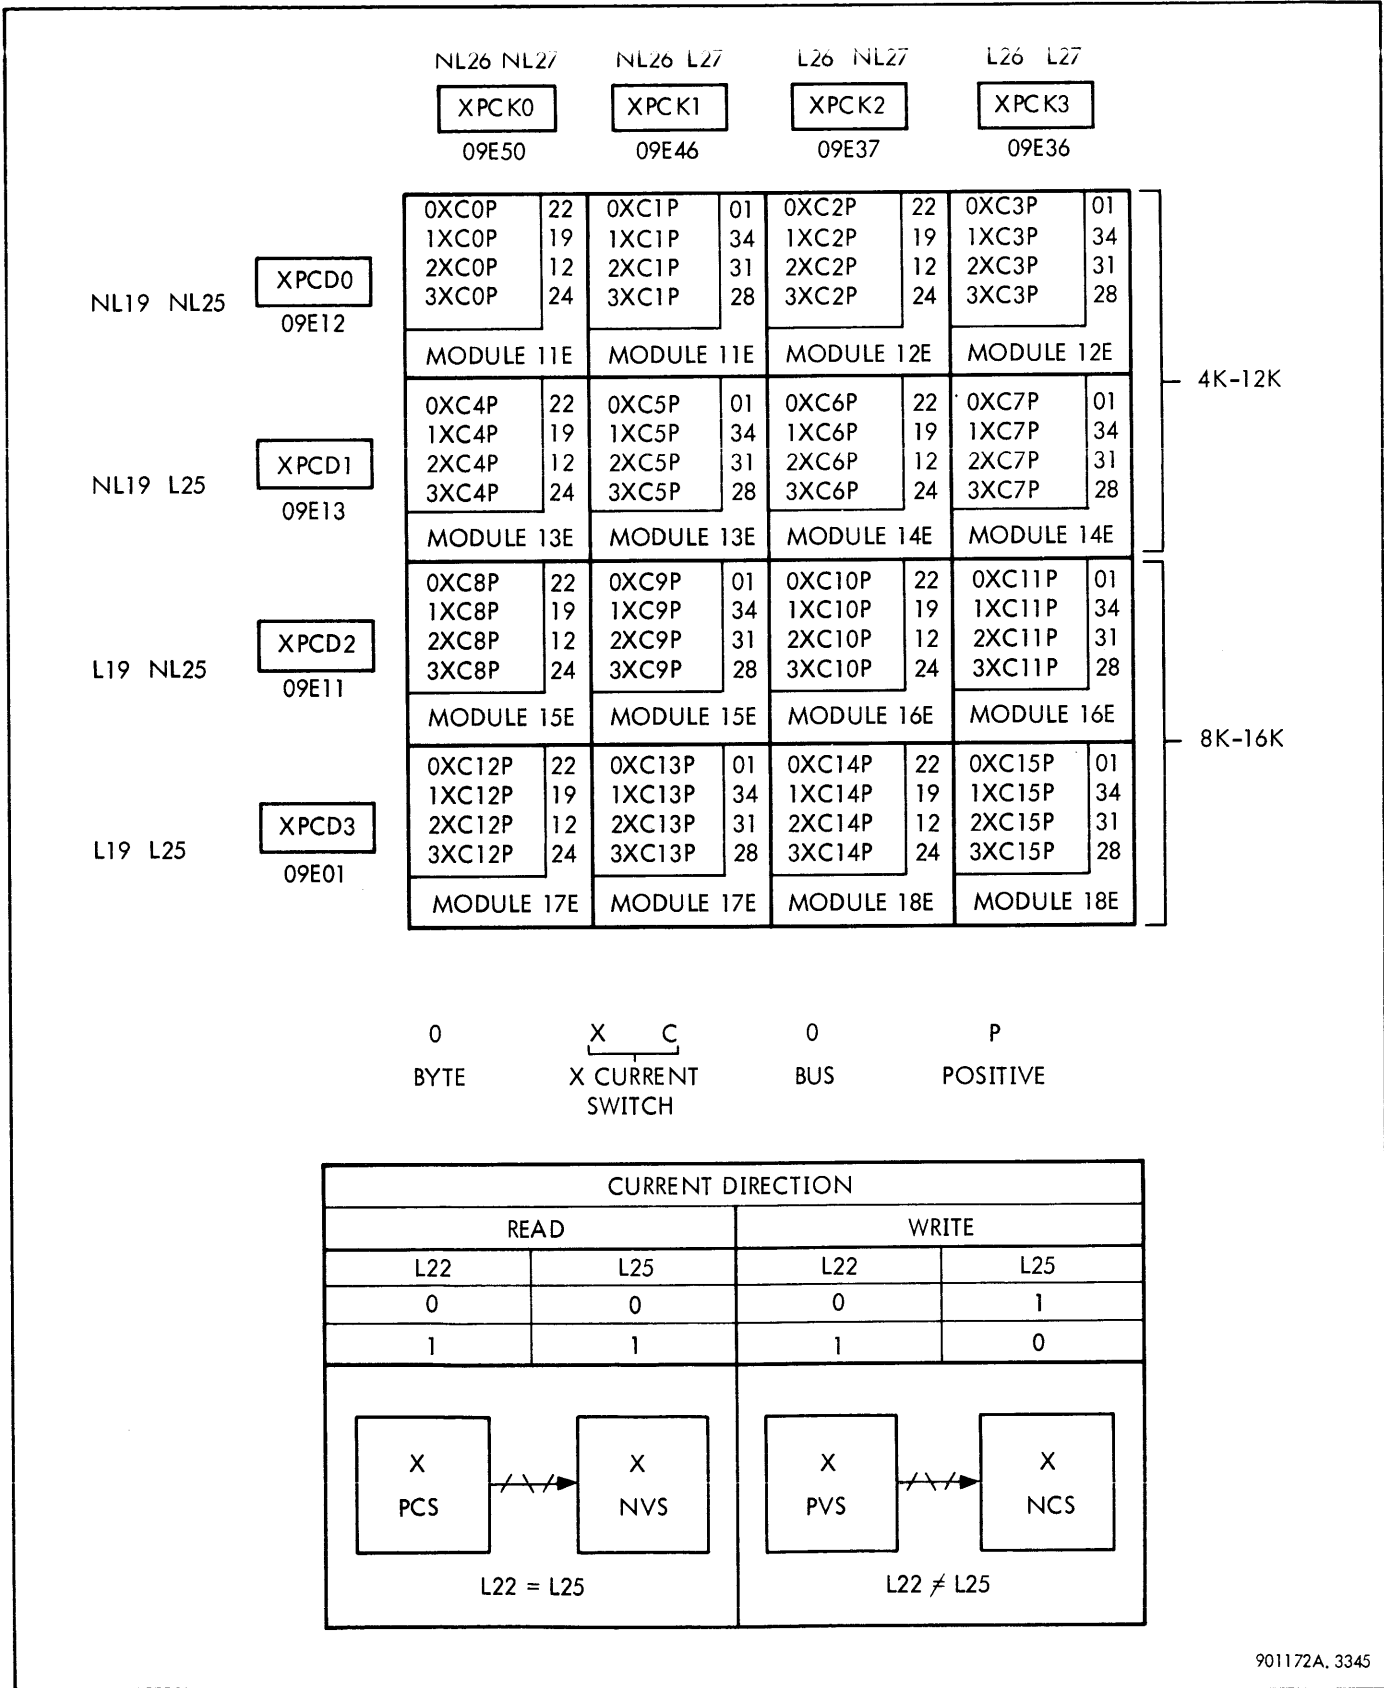 NL26 NL27 NL26 L27 L26 NL27 L26 L27
XPCK0 XPCK1 XPCK2 XPCK3
09E50 09E46 09E37 09E36
0XC0P 22 0XC1P 01 0XC2P 22 0XC3P 01
1XC0P 19 1XC1P 34 1XC2P 19 1XC3P 34
2XC0P 12 2XC1P 31 2XC2P 12 2XC3P 31
3XC0P 24 3XC1P 28 3XC2P 24 3XC3P 28
NL19 NL25 XPCD0
09E12
MODULE 11E MODULE 11E MODULE 12E MODULE 12E
4K-12K
0XC4P 22 0XC5P 01 0XC6P 22 0XC7P 01
1XC4P 19 1XC5P 34 1XC6P 19 1XC7P 34
2XC4P 12 2XC5P 31 2XC6P 12 2XC7P 31
3XC4P 24 3XC5P 28 3XC6P 24 3XC7P 28
NL19 L25 XPCD1
09E13
MODULE 13E MODULE 13E MODULE 14E MODULE 14E
0XC8P 22 0XC9P 01 0XC10P 22 0XC11P 01
1XC8P 19 1XC9P 34 1XC10P 19 1XC11P 34
2XC8P 12 2XC9P 31 2XC10P 12 2XC11P 31
3XC8P 24 3XC9P 28 3XC10P 24 3XC11P 28
L19 NL25 XPCD2
09E11
MODULE 15E MODULE 15E MODULE 16E MODULE 16E
8K-16K
0XC12P 22 0XC13P 01 0XC14P 22 0XC15P 01
1XC12P 19 1XC13P 34 1XC14P 19 1XC15P 34
2XC12P 12 2XC13P 31 2XC14P 12 2XC15P 31
3XC12P 24 3XC13P 28 3XC14P 24 3XC15P 28
L19 L25 XPCD3
09E01
MODULE 17E MODULE 17E MODULE 18E MODULE 18E
0 X C 0 P
BYTE X CURRENT BUS POSITIVE
SWITCH
CURRENT DIRECTION
READ WRITE
L22 L25 L22 L25
0 0 0 1
1 1 1 0
X X X X
PCS NVS PVS NCS
L22 = L25 L22 ≠ L25
901172A. 3345